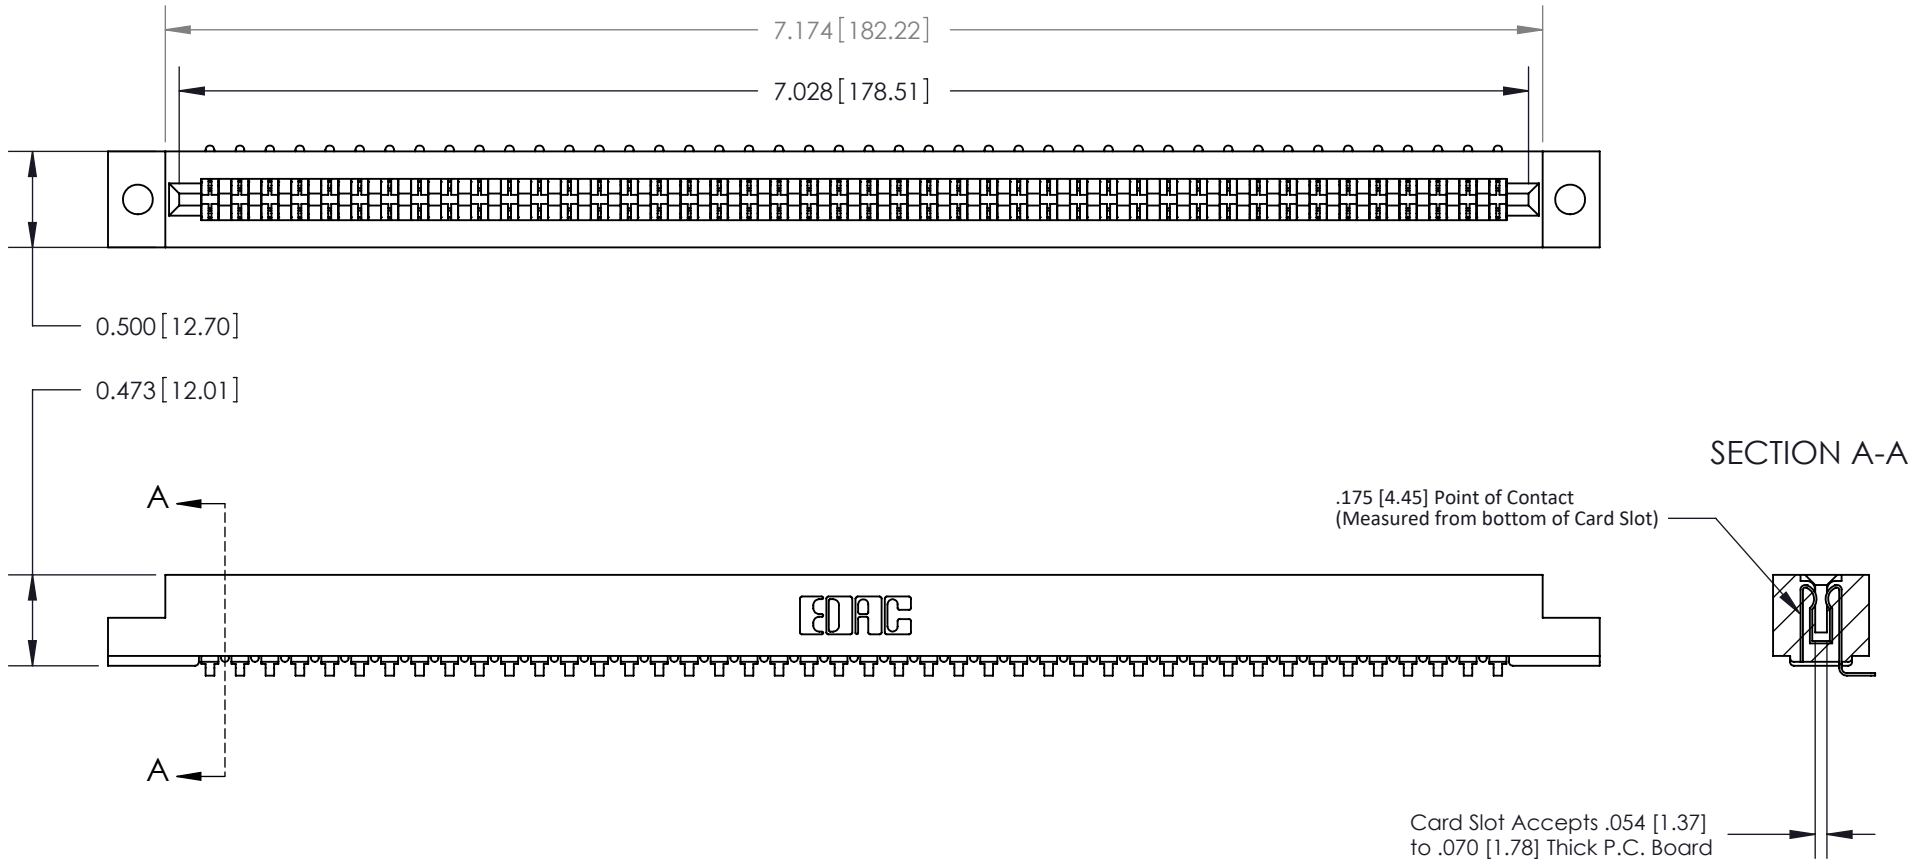 7.174[182.22]
7.028[178.51]
0.500[12.70]
0.473[12.01]
SECTION A-A
.175 [4.45] Point of Contact
(Measured from bottom of Card Slot)
A
EDAC
A
Card Slot Accepts .054 [1.37]
to .070 [1.78] Thick P.C. Board